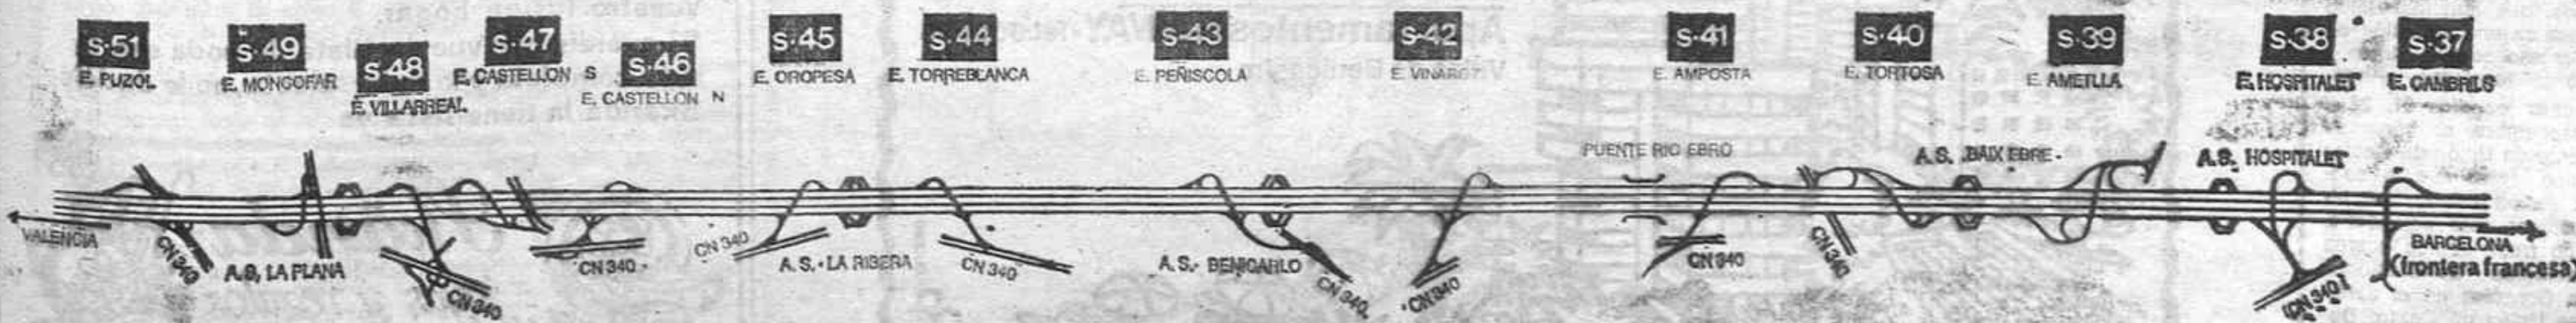 S-51
E. PUZOL
S-49
E. MONCOFAR
S-48
E. VILLARREAL
S-47
E. CASTELLON S
S-46
E. CASTELLON N
S-45
E. OROPESA
S-44
E. TORREBLANCA
S-43
E. PEÑISCOLA
S-42
E. VINAROZ
S-41
E. AMPOSTA
S-40
E. TORTOSA
S-39
E. AMETLLA
S-38
E. HOSPITALET
S-37
E. CAMBRILS
PUENTE RIO EBRO
A.S. BAIX EBRE
A.S. HOSPITALET
VALENCIA
CN 340
A.S. LA PLANA
CN 340
CN 340
CN 340
A.S. LA RIBERA
CN 340
A.S. BENICARLO
CN 340
CN 340
CN 340
CN 340
CN 340
BARCELONA
(frontera francesa)